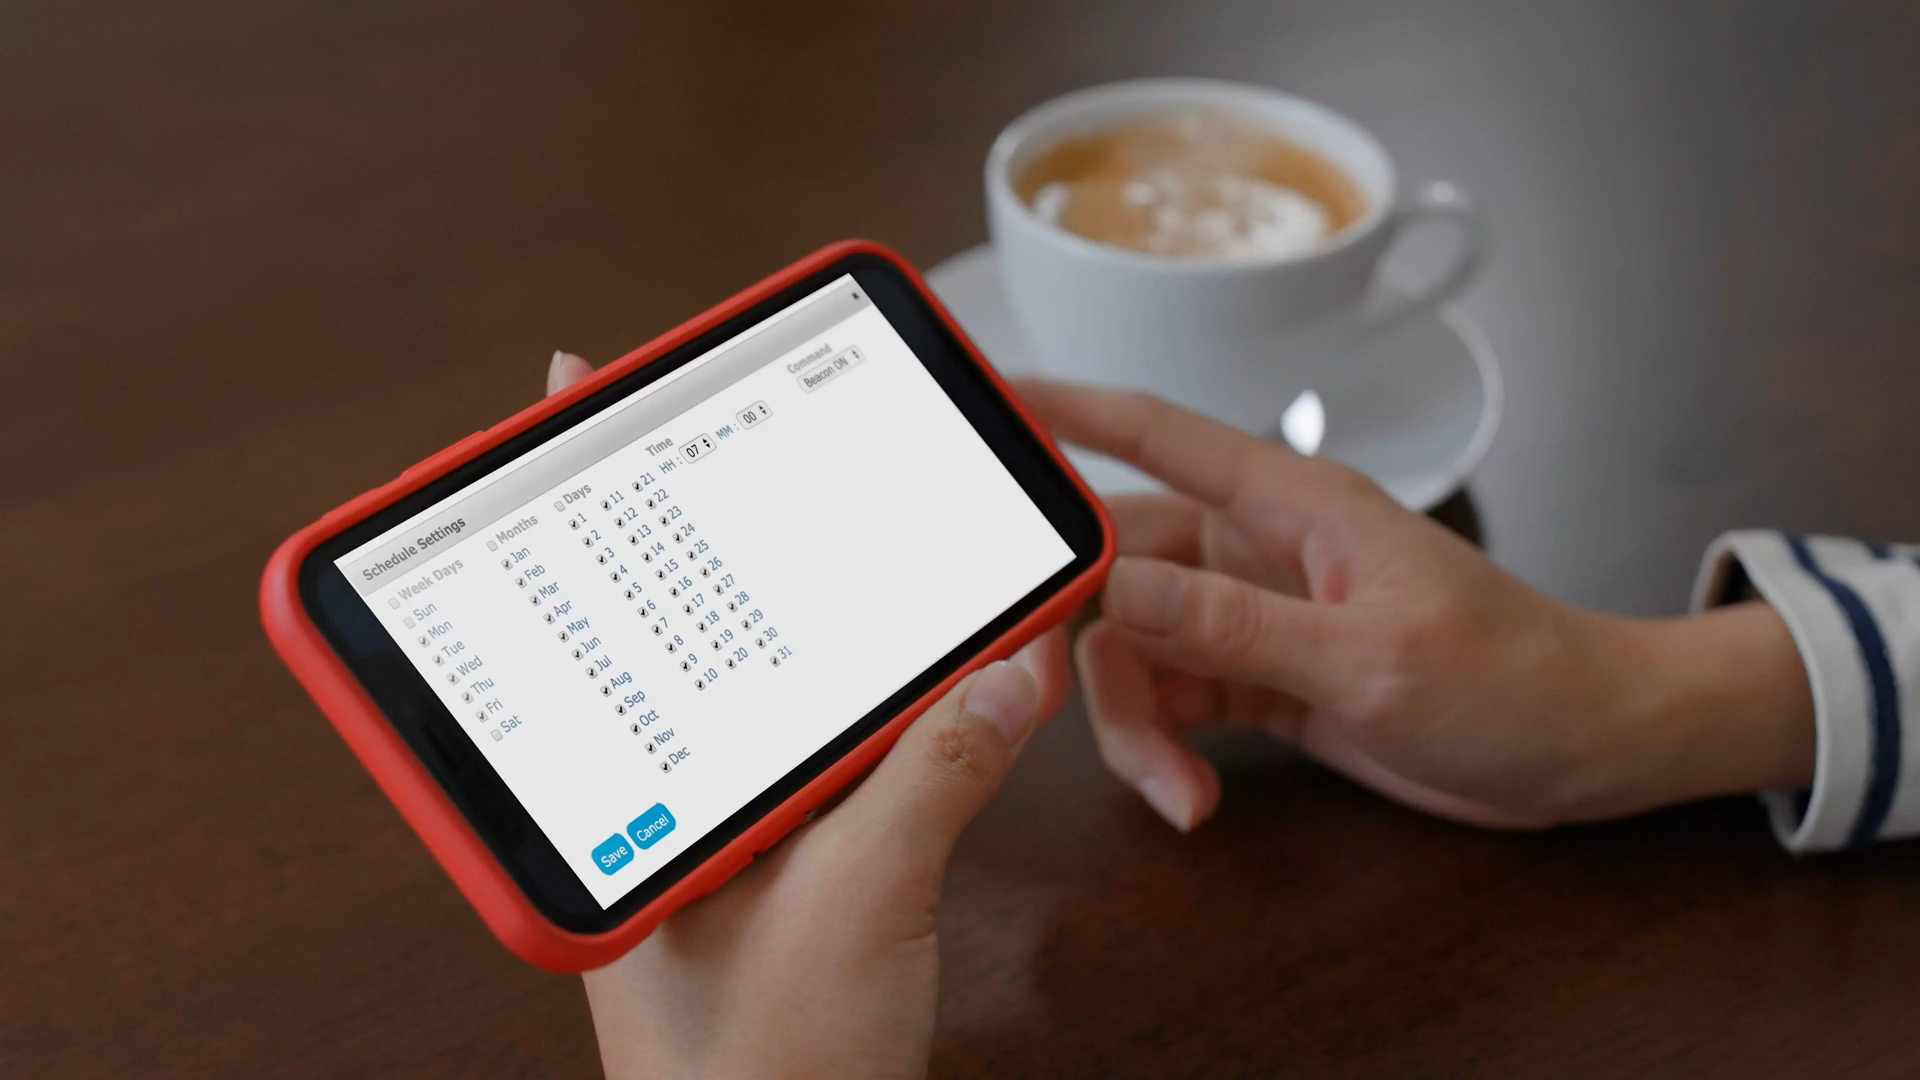 Schedule Settings x
Week Days Months Days Time Command
Sun Jan 1 11 21 HH : 07 MM : 00 Beacon ON
Mon Feb 2 12 22
Tue Mar 3 13 23
Wed Apr 4 14 24
Thu May 5 15 25
Fri Jun 6 16 26
Sat Jul 7 17 27
Aug 8 18 28
Sep 9 19 29
Oct 10 20 30
Nov 31
Dec
Save Cancel